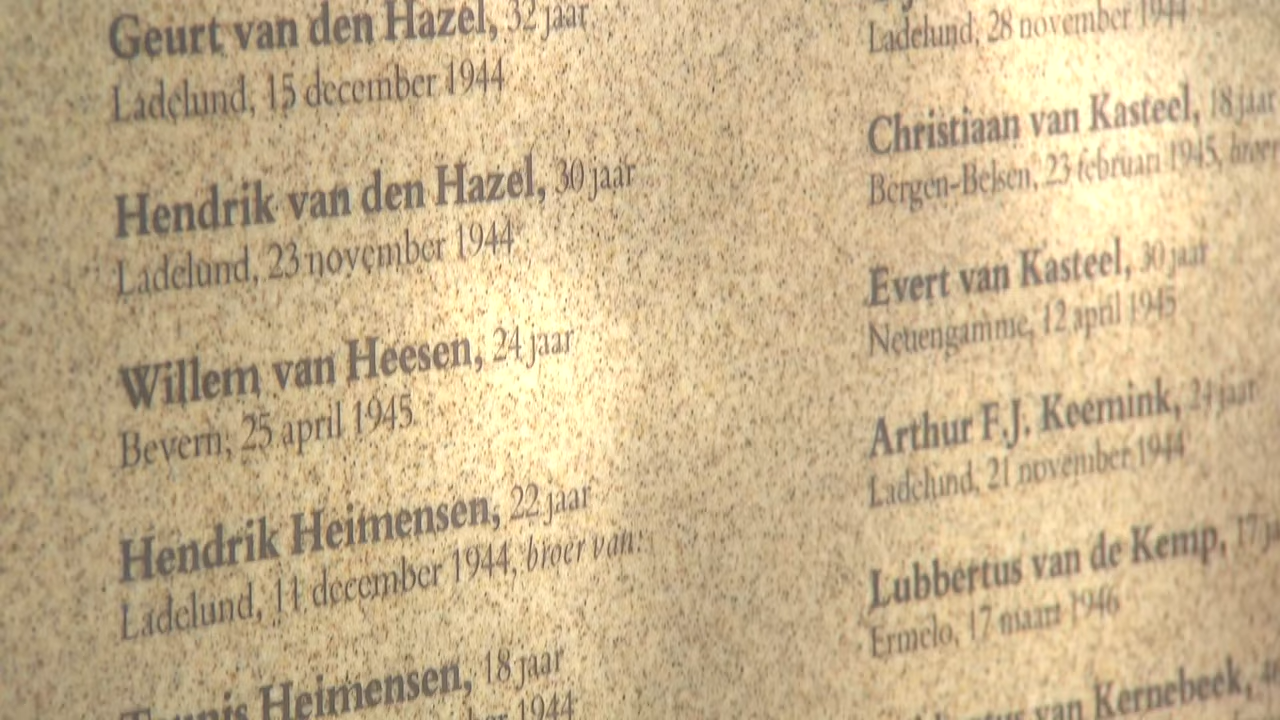 Geurt van den Hazel, 32 jaar
Ladelund, 15 december 1944
Hendrik van den Hazel, 30 jaar
Ladelund, 23 november 1944
Willem van Heesen, 24 jaar
Bevern, 25 april 1945
Hendrik Heimensen, 22 jaar
Ladelund, 11 december 1944, broer van:
Heimensen, 18 jaar
1944
Ladelund, 28 november 1944
Christiaan van Kasteel, 18 jaar
Bergen-Belsen, 23 februari 1945, broer
Evert van Kasteel, 30 jaar
Neuengamme, 12 april 1945
Arthur F.J. Keemink, 24 jaar
Ladelund, 21 november 1944
Lubbertus van de Kemp, 17
Ermelo, 17 maart 1946
van Kernebeek,